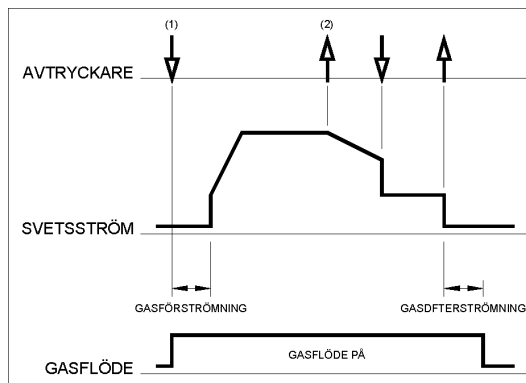 (1)
(2)
AVTRYCKARE
SVETSSTRÖM
GASFÖRSTRÖMNING
GASDFTERSTRÖMNING
GASFLÖDE PÅ
GASFLÖDE